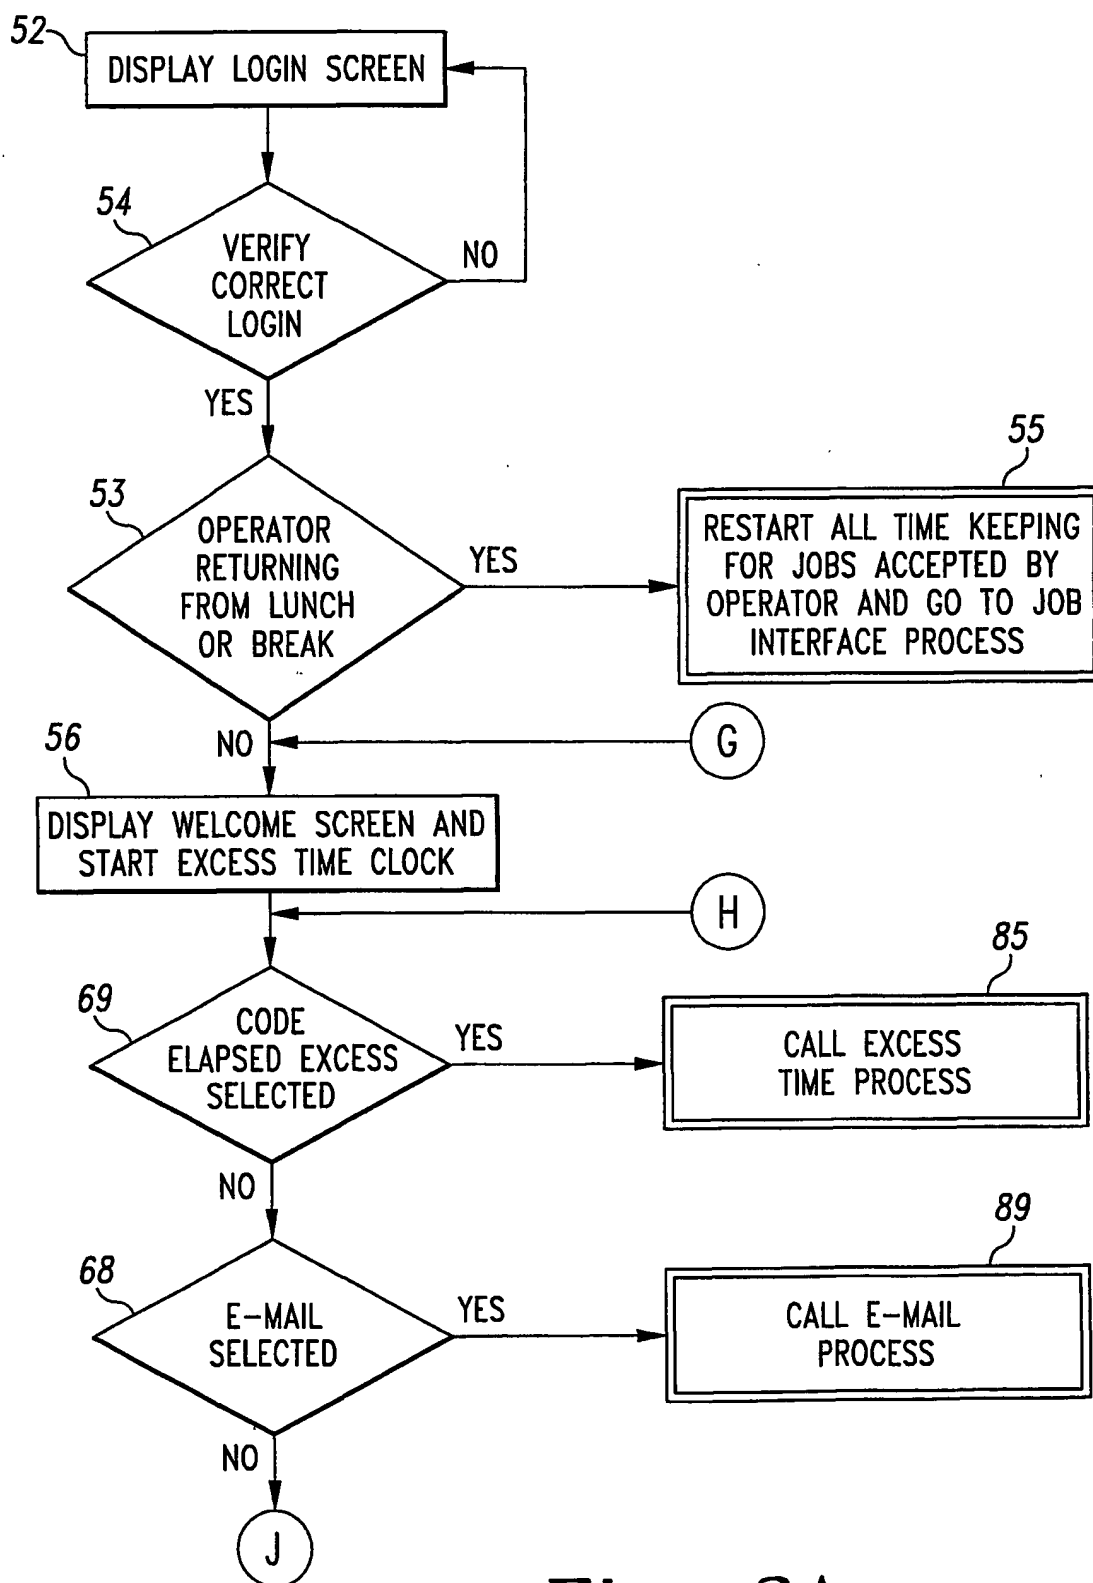 52
DISPLAY LOGIN SCREEN
54
VERIFY
CORRECT
LOGIN
NO
YES
53
OPERATOR
RETURNING
FROM LUNCH
OR BREAK
YES
55
RESTART ALL TIME KEEPING
FOR JOBS ACCEPTED BY
OPERATOR AND GO TO JOB
INTERFACE PROCESS
NO
G
56
DISPLAY WELCOME SCREEN AND
START EXCESS TIME CLOCK
H
69
CODE
ELAPSED EXCESS
SELECTED
YES
85
CALL EXCESS
TIME PROCESS
NO
68
E-MAIL
SELECTED
YES
89
CALL E-MAIL
PROCESS
NO
J